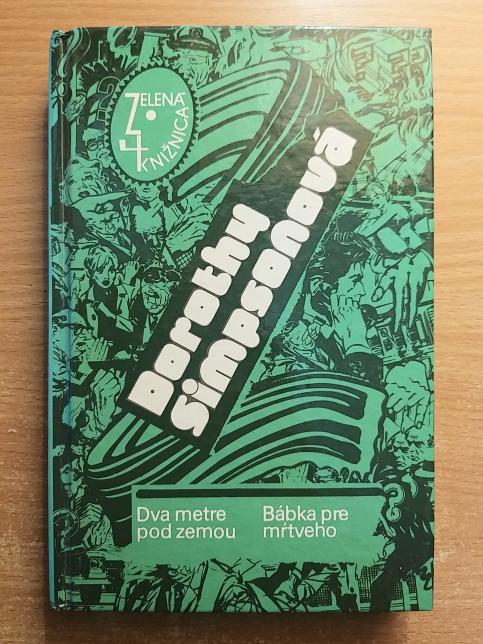 ZELENÁ
KNIŽNICA
Dorothy
Simpsonová
Dva metre
pod zemou
Bábka pre
mŕtveho